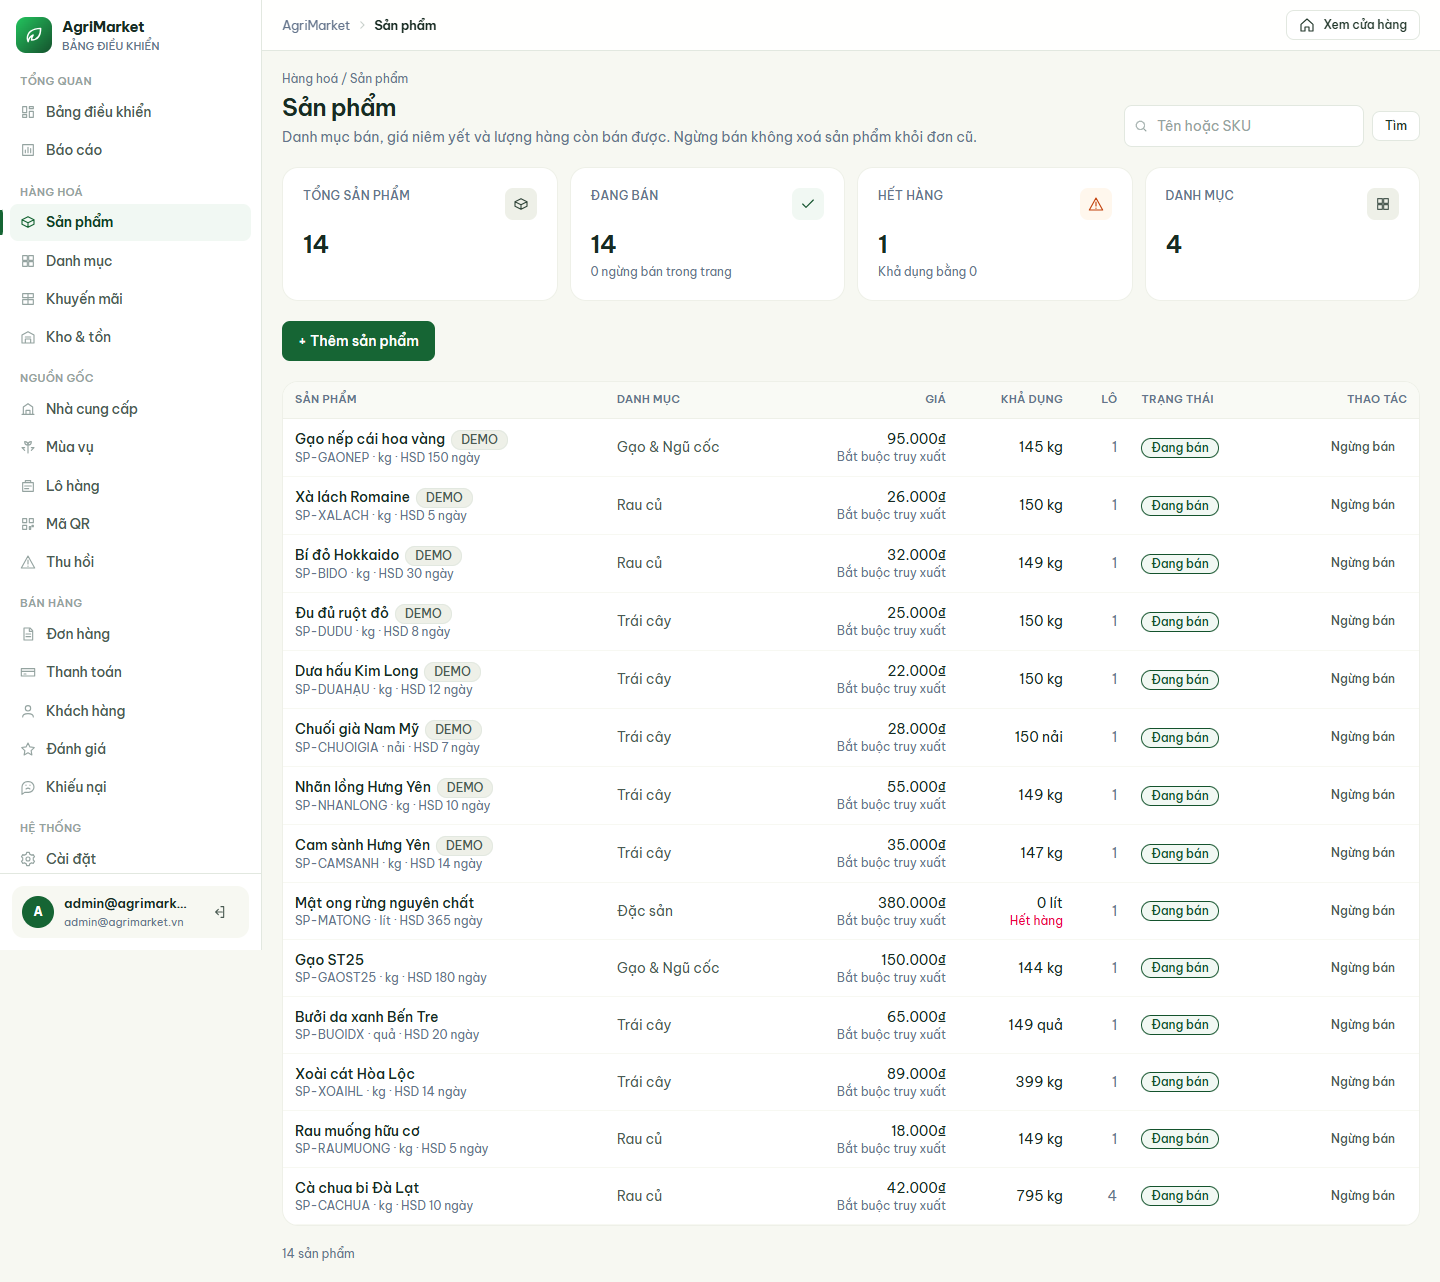 AgriMarket
BẢNG ĐIỀU KHIỂN
TỔNG QUAN
Bảng điều khiển
Báo cáo
HÀNG HOÁ
Sản phẩm
Danh mục
Khuyến mãi
Kho & tồn
NGUỒN GỐC
Nhà cung cấp
Mùa vụ
Lô hàng
Mã QR
Thu hồi
BÁN HÀNG
Đơn hàng
Thanh toán
Khách hàng
Đánh giá
Khiếu nại
HỆ THỐNG
Cài đặt
A
admin@agrimark...
admin@agrimarket.vn
AgriMarket > Sản phẩm
Xem cửa hàng
Hàng hoá / Sản phẩm
Sản phẩm
Danh mục bán, giá niêm yết và lượng hàng còn bán được. Ngừng bán không xoá sản phẩm khỏi đơn cũ.
Tên hoặc SKU
Tìm
TỔNG SẢN PHẨM
14
ĐANG BÁN
14
0 ngừng bán trong trang
HẾT HÀNG
1
Khả dụng bằng 0
DANH MỤC
4
+ Thêm sản phẩm
SẢN PHẨM DANH MỤC GIÁ KHẢ DỤNG LÔ TRẠNG THÁI THAO TÁC
Gạo nếp cái hoa vàng DEMO Gạo & Ngũ cốc 95.000₫ 145 kg 1 Đang bán Ngừng bán
SP-GAONEP · kg · HSD 150 ngày Bắt buộc truy xuất
Xà lách Romaine DEMO Rau củ 26.000₫ 150 kg 1 Đang bán Ngừng bán
SP-XALACH · kg · HSD 5 ngày Bắt buộc truy xuất
Bí đỏ Hokkaido DEMO Rau củ 32.000₫ 149 kg 1 Đang bán Ngừng bán
SP-BIDO · kg · HSD 30 ngày Bắt buộc truy xuất
Đu đủ ruột đỏ DEMO Trái cây 25.000₫ 150 kg 1 Đang bán Ngừng bán
SP-DUDU · kg · HSD 8 ngày Bắt buộc truy xuất
Dưa hấu Kim Long DEMO Trái cây 22.000₫ 150 kg 1 Đang bán Ngừng bán
SP-DUAHAU · kg · HSD 12 ngày Bắt buộc truy xuất
Chuối già Nam Mỹ DEMO Trái cây 28.000₫ 150 nải 1 Đang bán Ngừng bán
SP-CHUOIGIA · nải · HSD 7 ngày Bắt buộc truy xuất
Nhãn lồng Hưng Yên DEMO Trái cây 55.000₫ 149 kg 1 Đang bán Ngừng bán
SP-NHANLONG · kg · HSD 10 ngày Bắt buộc truy xuất
Cam sành Hưng Yên DEMO Trái cây 35.000₫ 147 kg 1 Đang bán Ngừng bán
SP-CAMSANH · kg · HSD 14 ngày Bắt buộc truy xuất
Mật ong rừng nguyên chất Đặc sản 380.000₫ 0 lít 1 Đang bán Ngừng bán
SP-MATONG · lít · HSD 365 ngày Bắt buộc truy xuất Hết hàng
Gạo ST25 Gạo & Ngũ cốc 150.000₫ 144 kg 1 Đang bán Ngừng bán
SP-GAOST25 · kg · HSD 180 ngày Bắt buộc truy xuất
Bưởi da xanh Bến Tre Trái cây 65.000₫ 149 quả 1 Đang bán Ngừng bán
SP-BUOIDX · quả · HSD 20 ngày Bắt buộc truy xuất
Xoài cát Hòa Lộc Trái cây 89.000₫ 399 kg 1 Đang bán Ngừng bán
SP-XOAIHL · kg · HSD 14 ngày Bắt buộc truy xuất
Rau muống hữu cơ Rau củ 18.000₫ 149 kg 1 Đang bán Ngừng bán
SP-RAUMUONG · kg · HSD 5 ngày Bắt buộc truy xuất
Cà chua bi Đà Lạt Rau củ 42.000₫ 795 kg 4 Đang bán Ngừng bán
SP-CACHUA · kg · HSD 10 ngày Bắt buộc truy xuất
14 sản phẩm